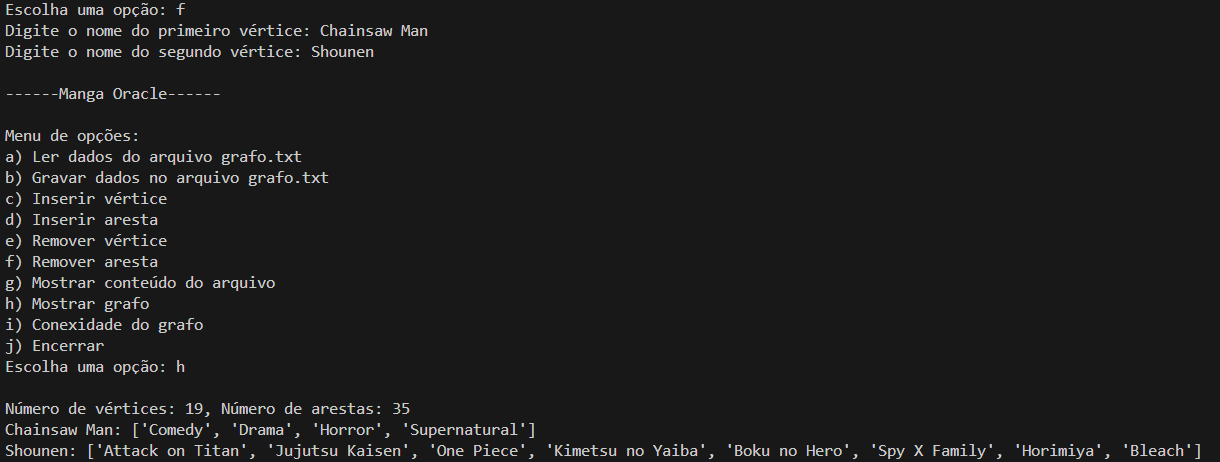 Escolha uma opção: f
Digite o nome do primeiro vértice: Chainsaw Man
Digite o nome do segundo vértice: Shounen
------Manga Oracle------
Menu de opções:
a) Ler dados do arquivo grafo.txt
b) Gravar dados no arquivo grafo.txt
c) Inserir vértice
d) Inserir aresta
e) Remover vértice
f) Remover aresta
g) Mostrar conteúdo do arquivo
h) Mostrar grafo
i) Conexidade do grafo
j) Encerrar
Escolha uma opção: h
Número de vértices: 19, Número de arestas: 35
Chainsaw Man: ['Comedy', 'Drama', 'Horror', 'Supernatural']
Shounen: ['Attack on Titan', 'Jujutsu Kaisen', 'One Piece', 'Kimetsu no Yaiba', 'Boku no Hero', 'Spy X Family', 'Horimiya', 'Bleach']